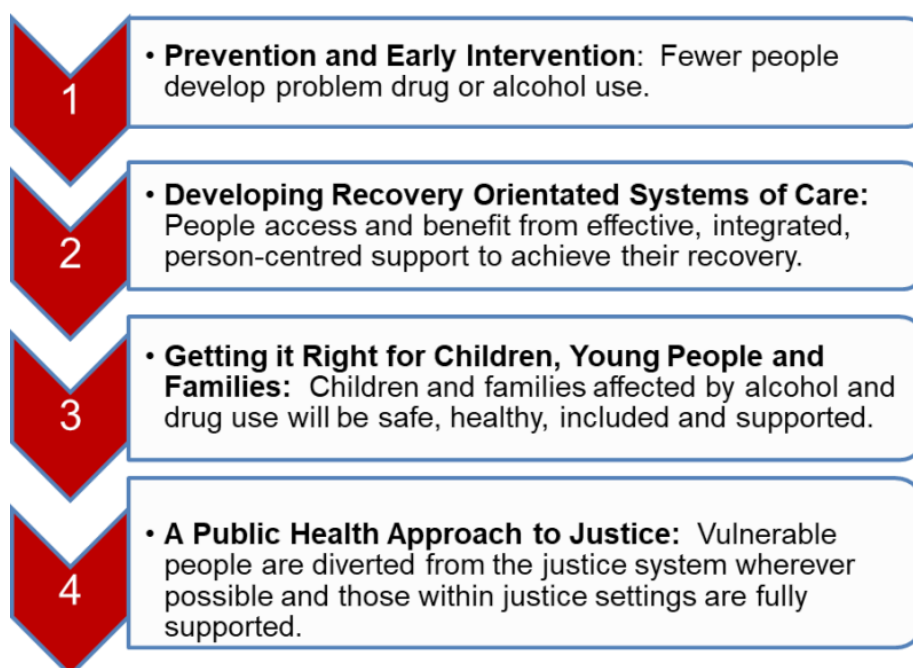 1
• Prevention and Early Intervention: Fewer people
develop problem drug or alcohol use.
2
• Developing Recovery Orientated Systems of Care:
People access and benefit from effective, integrated,
person-centred support to achieve their recovery.
3
• Getting it Right for Children, Young People and
Families: Children and families affected by alcohol and
drug use will be safe, healthy, included and supported.
4
• A Public Health Approach to Justice: Vulnerable
people are diverted from the justice system wherever
possible and those within justice settings are fully
supported.